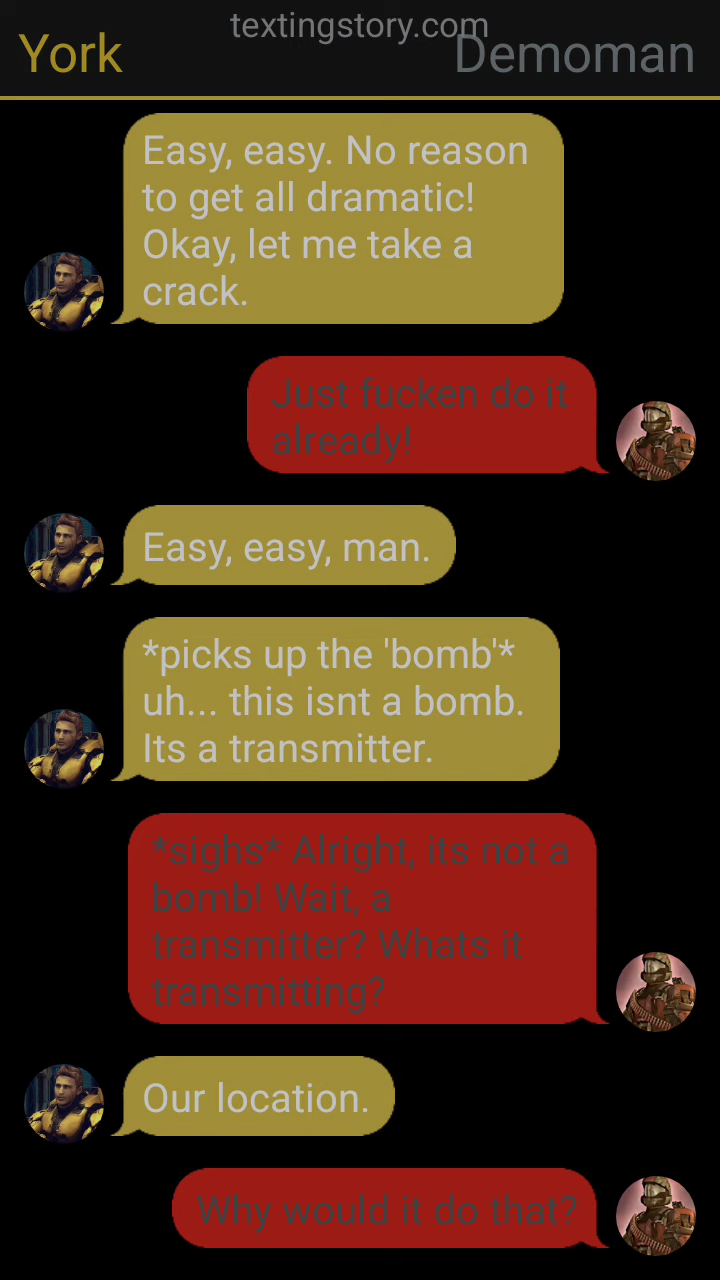 textingstory.com
York
Demoman
Easy, easy. No reason
to get all dramatic!
Okay, let me take a
crack.
Just fucken do it
already!
Easy, easy, man.
*picks up the 'bomb'*
uh... this isnt a bomb.
Its a transmitter.
*sighs* Alright, its not a
bomb! Wait, a
transmitter? Whats it
transmitting?
Our location.
Why would it do that?